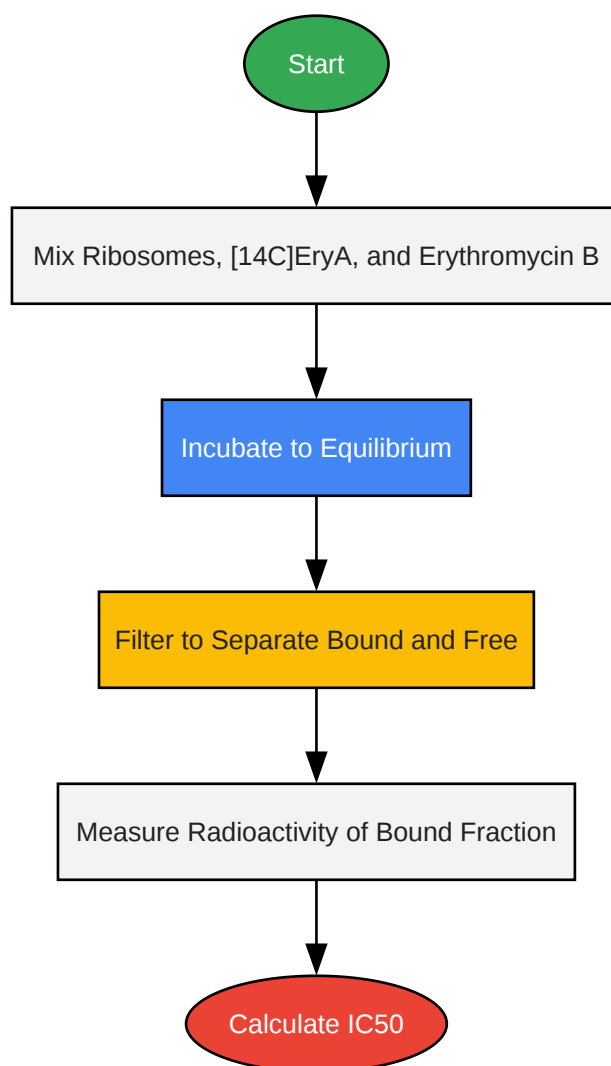 Start
Mix Ribosomes, [14C]EryA, and Erythromycin B
Incubate to Equilibrium
Filter to Separate Bound and Free
Measure Radioactivity of Bound Fraction
Calculate IC50